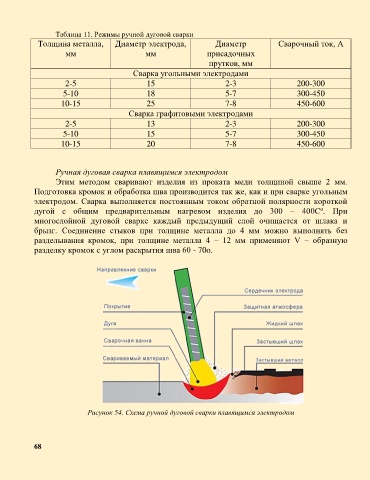 Таблица 11. Режимы ручной дуговой сварки
Толщина металла, мм Диаметр электрода, мм Диаметр присадочных прутков, мм Сварочный ток, А
Сварка угольными электродами
2-5 15 2-3 200-300
5-10 18 5-7 300-450
10-15 25 7-8 450-600
Сварка графитовыми электродами
2-5 13 2-3 200-300
5-10 15 5-7 300-450
10-15 20 7-8 450-600
Ручная дуговая сварка плавящимся электродом
Этим методом сваривают изделия из проката меди толщиной свыше 2 мм.
Подготовка кромок и обработка шва производится так же, как и при сварке угольным
электродом. Сварка выполняется постоянным током обратной полярности короткой
дугой с общим предварительным нагревом изделия до 300 – 400С°. При
многослойной дуговой сварке каждый предыдущий слой очищается от шлака и
брызг. Соединение стыков при толщине металла до 4 мм можно выполнять без
разделывания кромок, при толщине металла 4 – 12 мм применяют V – образную
разделку кромок с углом раскрытия шва 60 - 70о.
Направление сварки
Сердечник электрода
Покрытие
Защитная атмосфера
Дуга
Жидкий шлак
Сварочная ванна
Застывший шлак
Свариваемый материал
Застывший металл
Рисунок 54. Схема ручной дуговой сварки плавящимся электродом
68